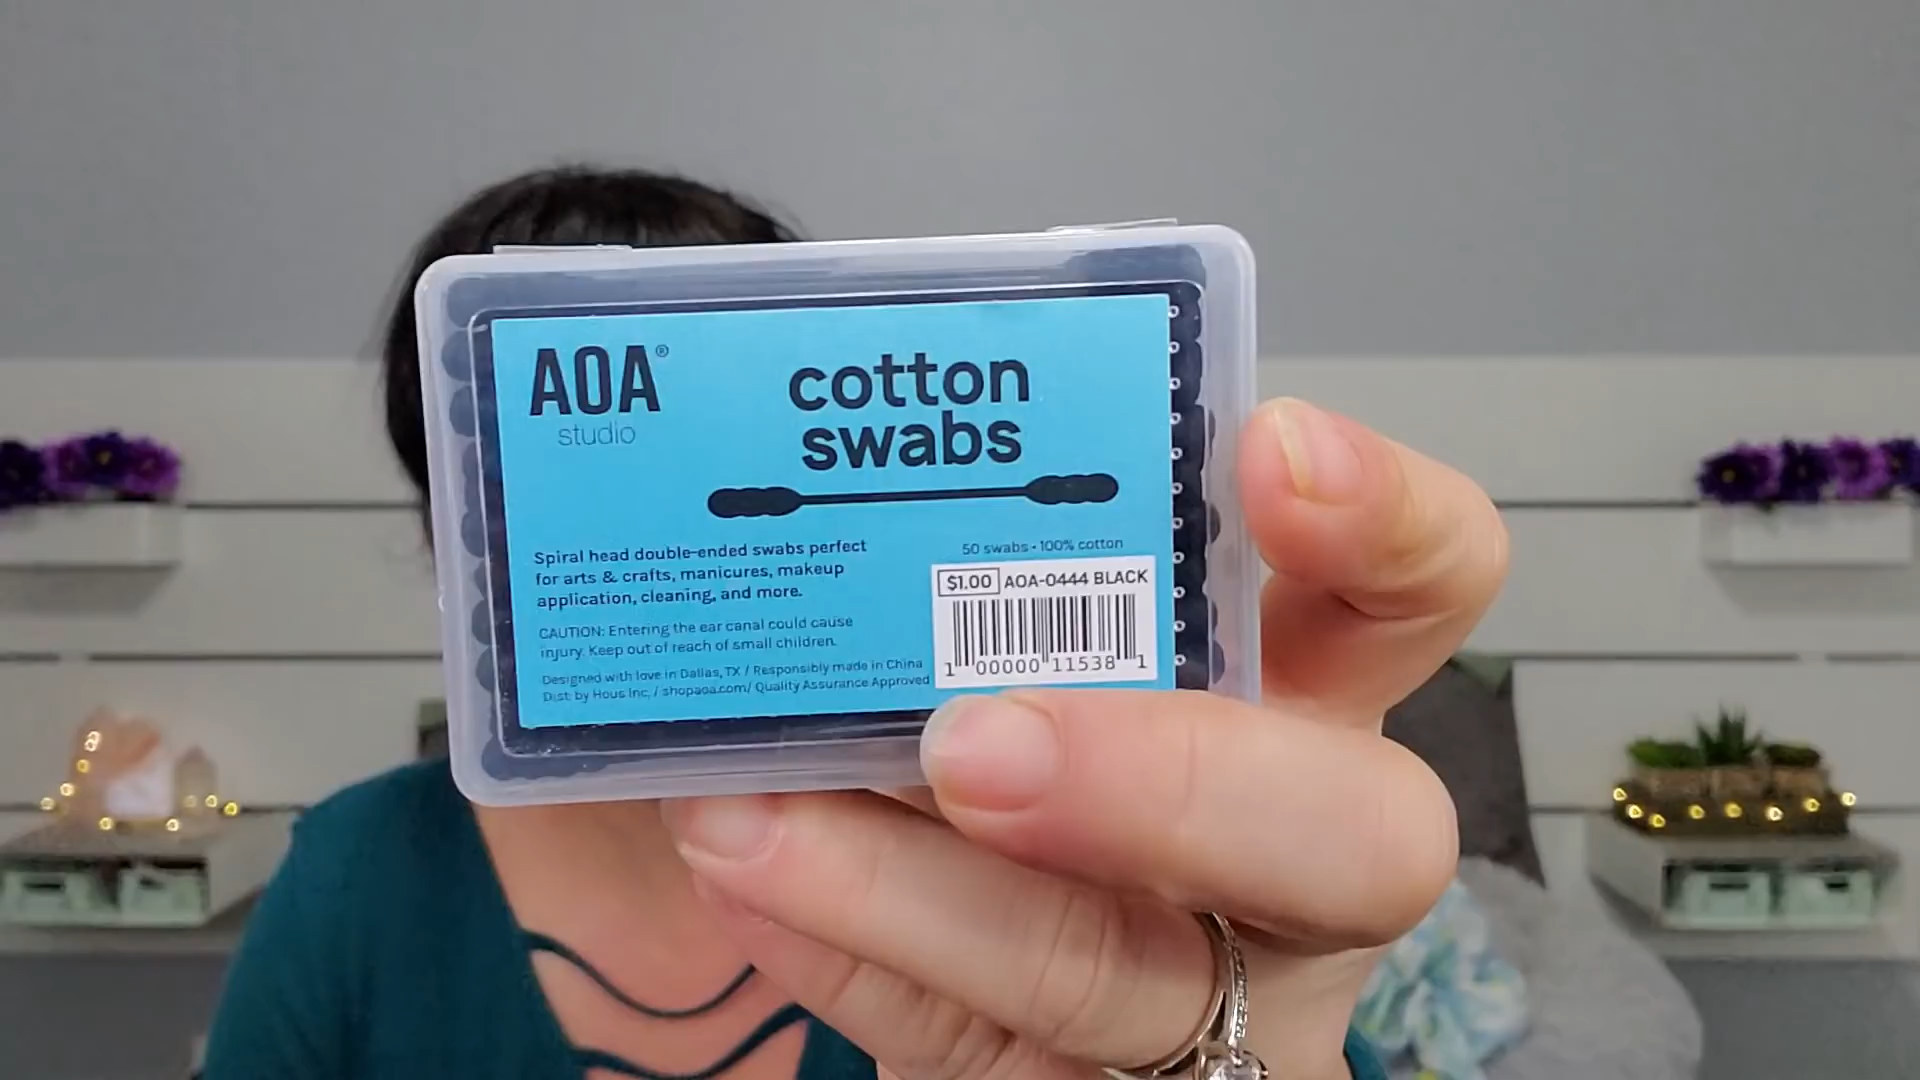 AOA®
studio
cotton
swabs
Spiral head double-ended swabs perfect
for arts & crafts, manicures, makeup
application, cleaning, and more.
CAUTION: Entering the ear canal could cause
injury. Keep out of reach of small children.
Designed with love in Dallas, TX / Responsibly made in China
Dist: by Hous Inc, / shopaoa.com/ Quality Assurance Approved
50 swabs • 100% cotton
$1.00 AOA-0444 BLACK
1 00000 11538 1